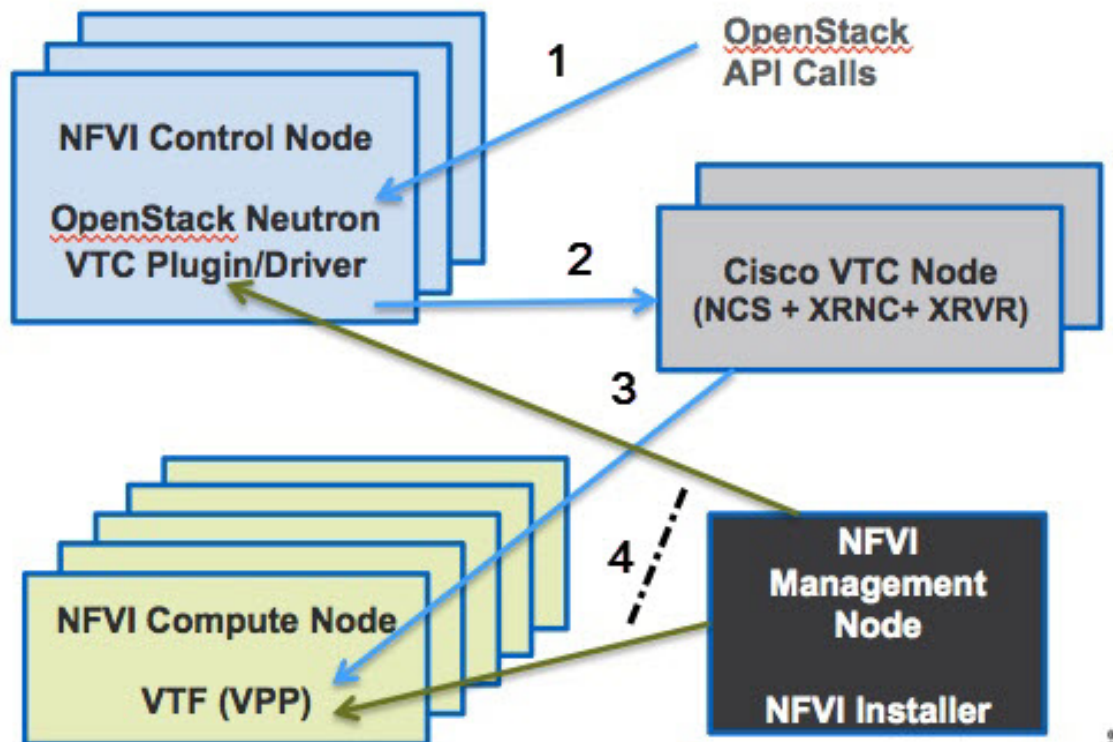 1
OpenStack
API Calls
NFVI Control Node
OpenStack Neutron
VTC Plugin/Driver
2
Cisco VTC Node
(NCS + XRNC+ XRVR)
3
4
NFVI Compute Node
VTF (VPP)
NFVI
Management
Node
NFVI Installer